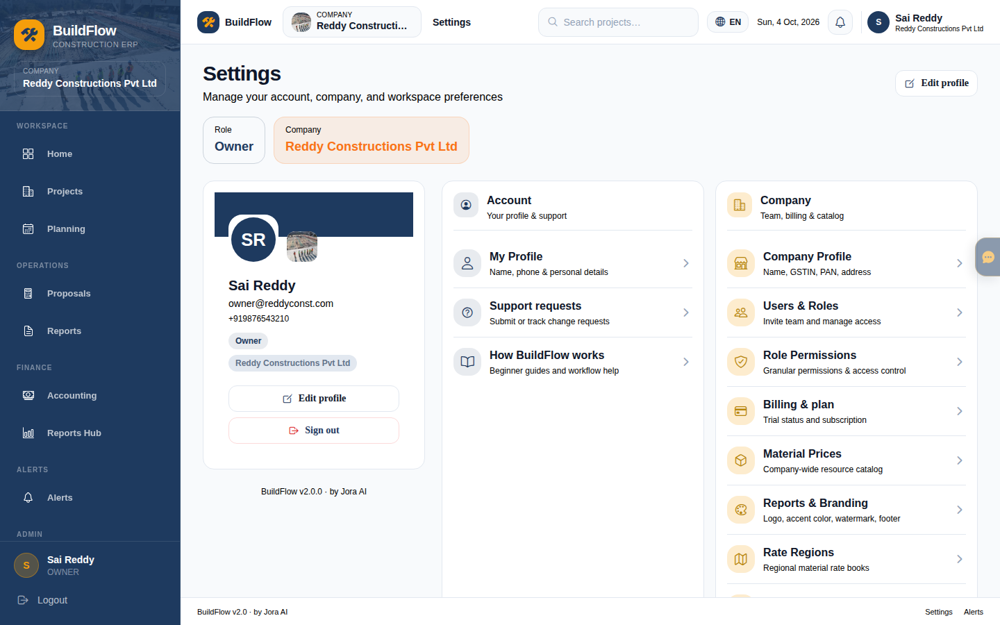 BuildFlow
CONSTRUCTION ERP
COMPANY
Reddy Constructions Pvt Ltd
WORKSPACE
Home
Projects
Planning
OPERATIONS
Proposals
Reports
FINANCE
Accounting
Reports Hub
ALERTS
Alerts
ADMIN
S
Sai Reddy
OWNER
Logout
BuildFlow
COMPANY
Reddy Constructi...
Settings
Search projects...
EN
Sun, 4 Oct, 2026
S
Sai Reddy
Reddy Constructions Pvt Ltd
Settings
Manage your account, company, and workspace preferences
Edit profile
Role
Owner
Company
Reddy Constructions Pvt Ltd
SR
Sai Reddy
owner@reddyconst.com
+919876543210
Owner
Reddy Constructions Pvt Ltd
Edit profile
Sign out
BuildFlow v2.0.0 · by Jora AI
Account
Your profile & support
My Profile
Name, phone & personal details
Support requests
Submit or track change requests
How BuildFlow works
Beginner guides and workflow help
Company
Team, billing & catalog
Company Profile
Name, GSTIN, PAN, address
Users & Roles
Invite team and manage access
Role Permissions
Granular permissions & access control
Billing & plan
Trial status and subscription
Material Prices
Company-wide resource catalog
Reports & Branding
Logo, accent color, watermark, footer
Rate Regions
Regional material rate books
BuildFlow v2.0 · by Jora AI
Settings
Alerts